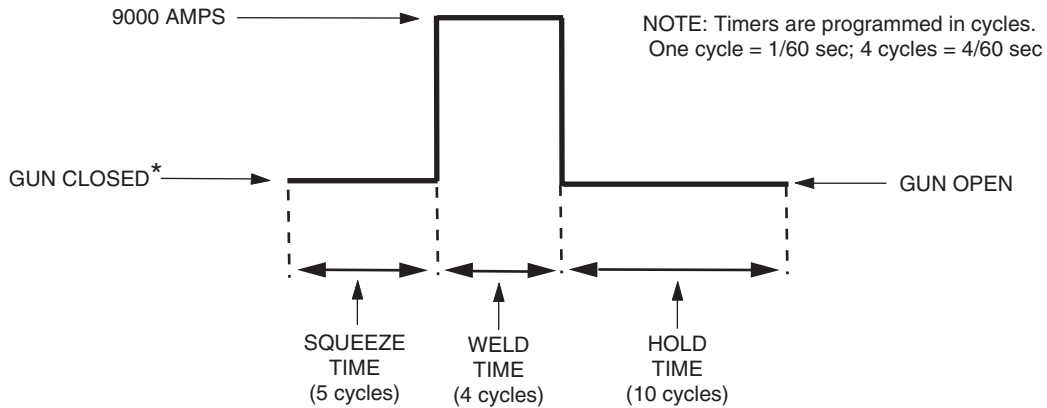 9000 AMPS
NOTE: Timers are programmed in cycles.
One cycle = 1/60 sec; 4 cycles = 4/60 sec
GUN CLOSED*
GUN OPEN
SQUEEZE
TIME
(5 cycles)
WELD
TIME
(4 cycles)
HOLD
TIME
(10 cycles)